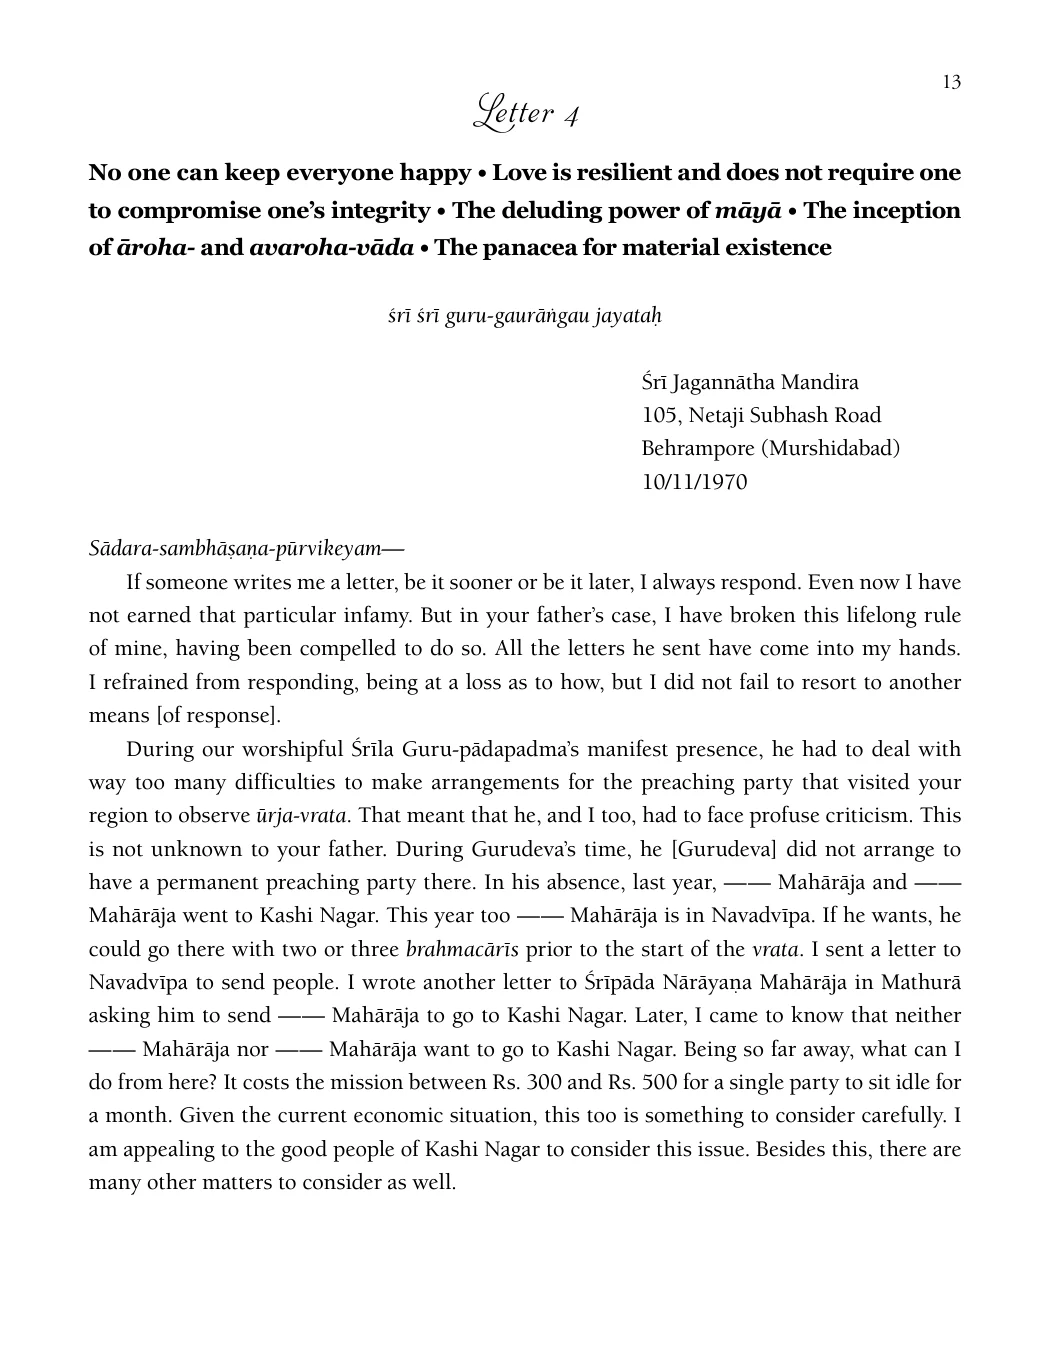 13
Letter 4
No one can keep everyone happy • Love is resilient and does not require one
to compromise one’s integrity • The deluding power of māyā • The inception
of āroha- and avaroha-vāda • The panacea for material existence
śrī śrī guru-gaurāṅgau jayataḥ
Śrī Jagannātha Mandira
105, Netaji Subhash Road
Behrampore (Murshidabad)
10/11/1970
Sādara-sambhāṣaṇa-pūrvikeyam—
If someone writes me a letter, be it sooner or be it later, I always respond. Even now I have
not earned that particular infamy. But in your father’s case, I have broken this lifelong rule
of mine, having been compelled to do so. All the letters he sent have come into my hands.
I refrained from responding, being at a loss as to how, but I did not fail to resort to another
means [of response].
During our worshipful Śrīla Guru-pādapadma’s manifest presence, he had to deal with
way too many difficulties to make arrangements for the preaching party that visited your
region to observe ūrja-vrata. That meant that he, and I too, had to face profuse criticism. This
is not unknown to your father. During Gurudeva’s time, he [Gurudeva] did not arrange to
have a permanent preaching party there. In his absence, last year, —— Mahārāja and ——
Mahārāja went to Kashi Nagar. This year too —— Mahārāja is in Navadvīpa. If he wants, he
could go there with two or three brahmacārīs prior to the start of the vrata. I sent a letter to
Navadvīpa to send people. I wrote another letter to Śrīpāda Nārāyaṇa Mahārāja in Mathurā
asking him to send —— Mahārāja to go to Kashi Nagar. Later, I came to know that neither
—— Mahārāja nor —— Mahārāja want to go to Kashi Nagar. Being so far away, what can I
do from here? It costs the mission between Rs. 300 and Rs. 500 for a single party to sit idle for
a month. Given the current economic situation, this too is something to consider carefully. I
am appealing to the good people of Kashi Nagar to consider this issue. Besides this, there are
many other matters to consider as well.